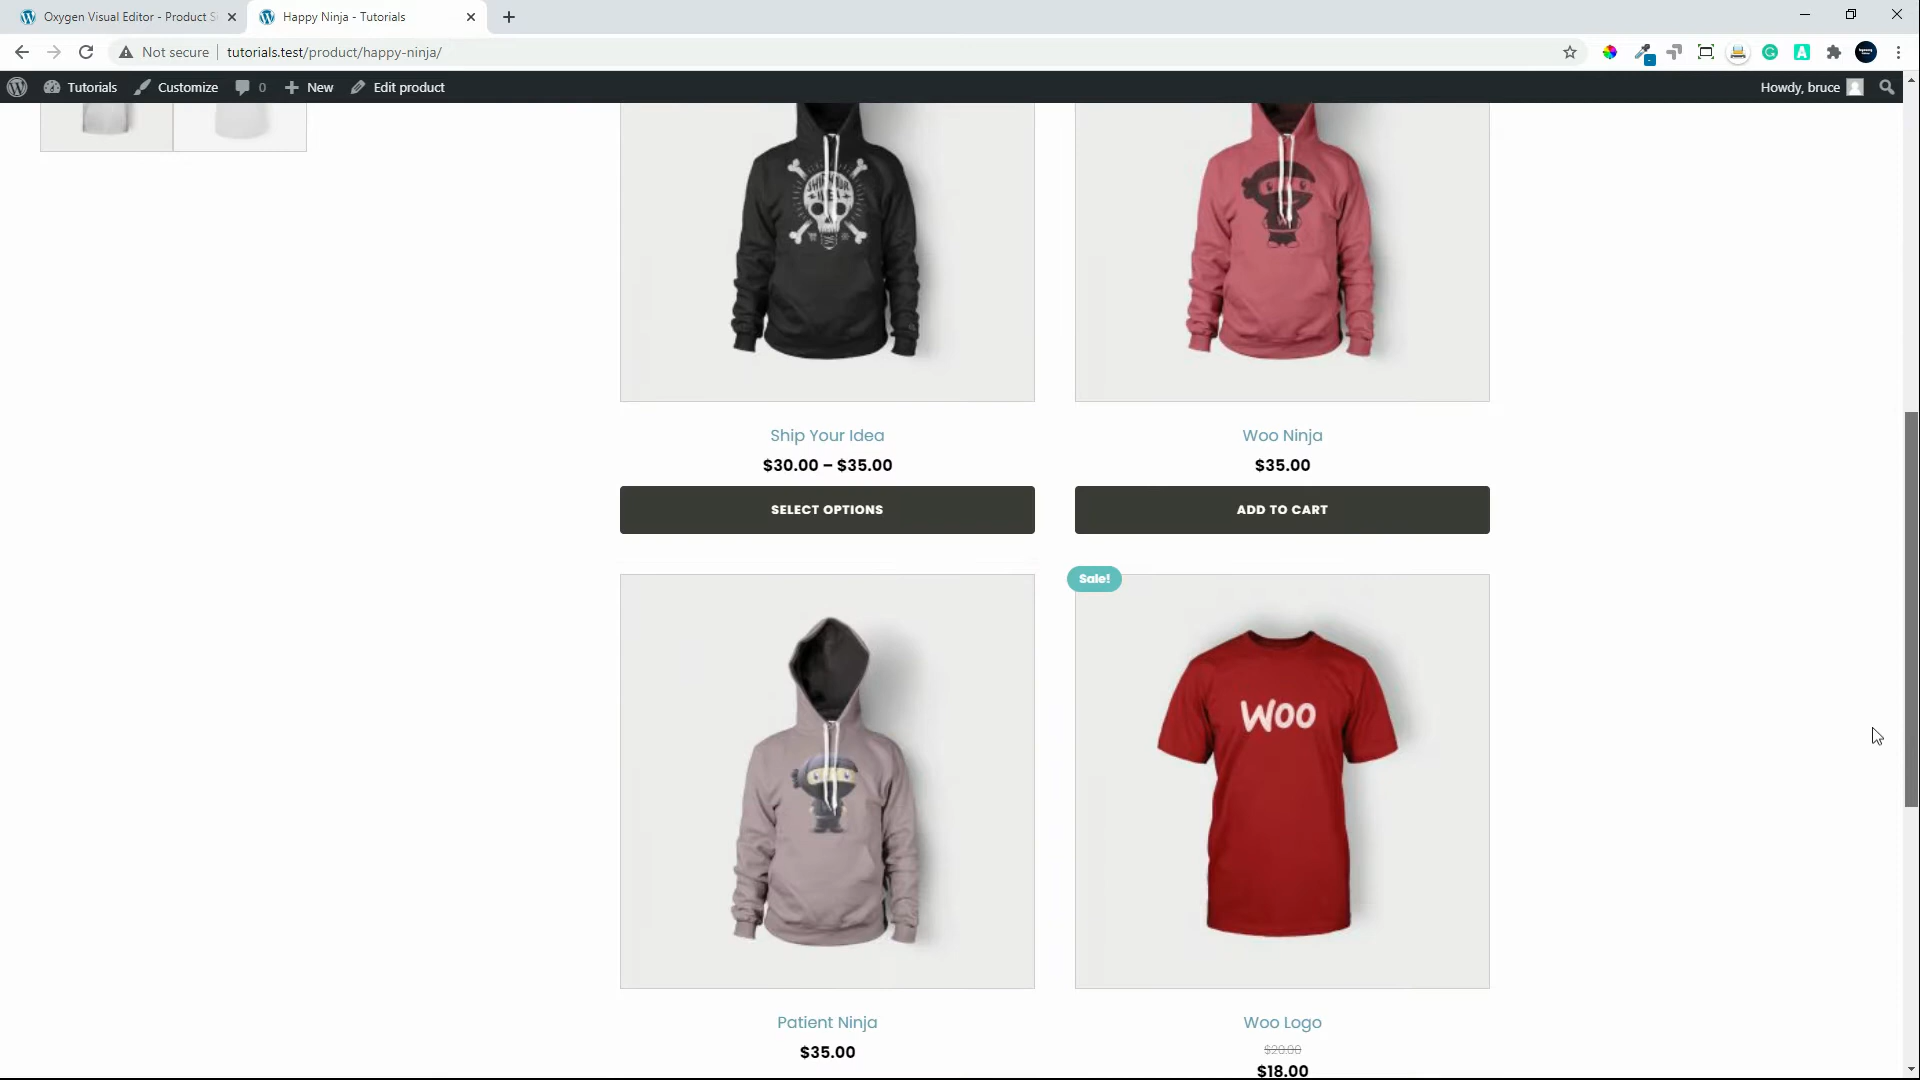 Oxygen Visual Editor - Product Si
Happy Ninja - Tutorials
Not secure
tutorials.test/product/happy-ninja/
Tutorials
Customize
0
New
Edit product
Howdy, bruce
Ship Your Idea
$30.00 – $35.00
SELECT OPTIONS
Woo Ninja
$35.00
ADD TO CART
Sale!
Woo
Patient Ninja
$35.00
Woo Logo
$20.00
$18.00